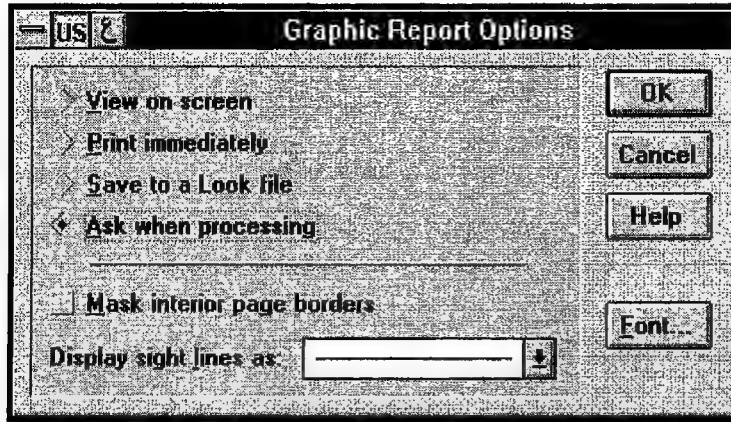 US ع Graphic Report Options
View on screen
Print immediately
Save to a Look file
Ask when processing
Mask interior page borders
Display sight lines as:
OK
Cancel
Help
Font...